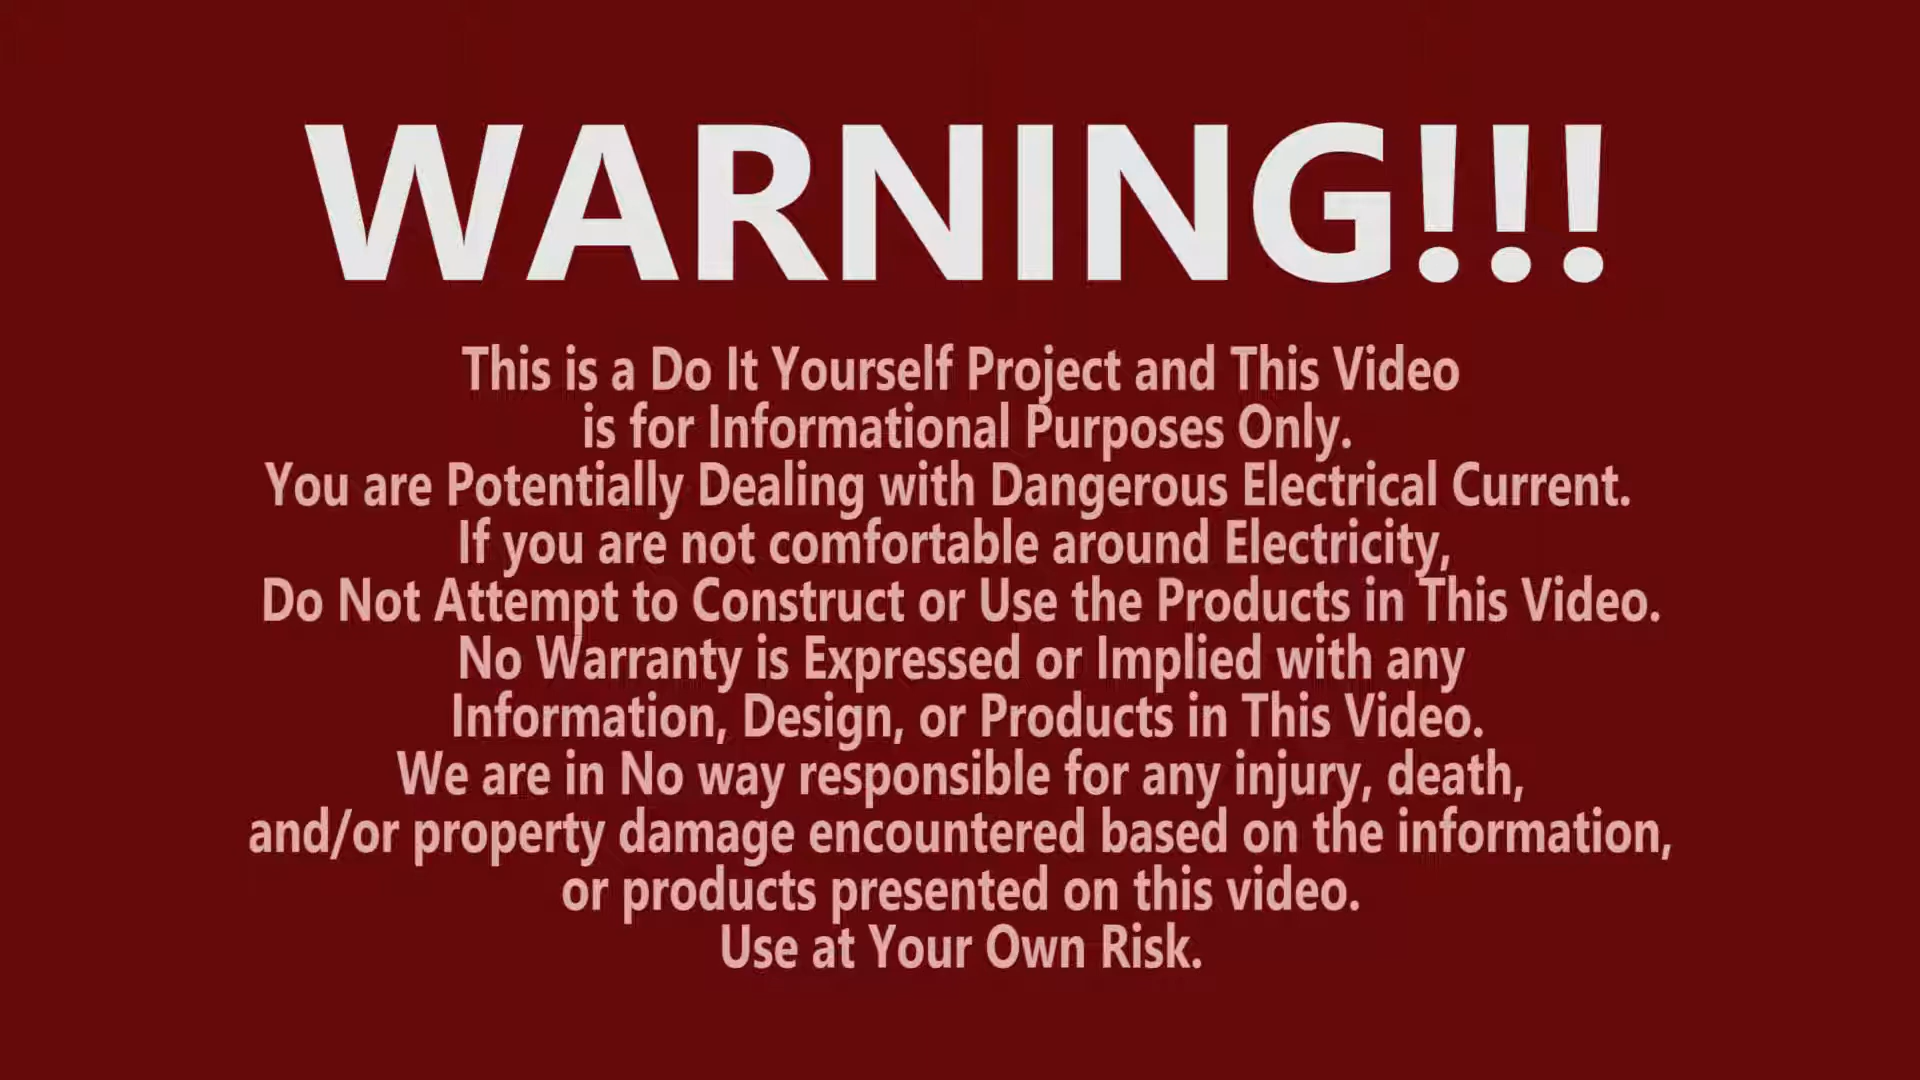 WARNING!!!
This is a Do It Yourself Project and This Video
is for Informational Purposes Only.
You are Potentially Dealing with Dangerous Electrical Current.
If you are not comfortable around Electricity,
Do Not Attempt to Construct or Use the Products in This Video.
No Warranty is Expressed or Implied with any
Information, Design, or Products in This Video.
We are in No way responsible for any injury, death,
and/or property damage encountered based on the information,
or products presented on this video.
Use at Your Own Risk.